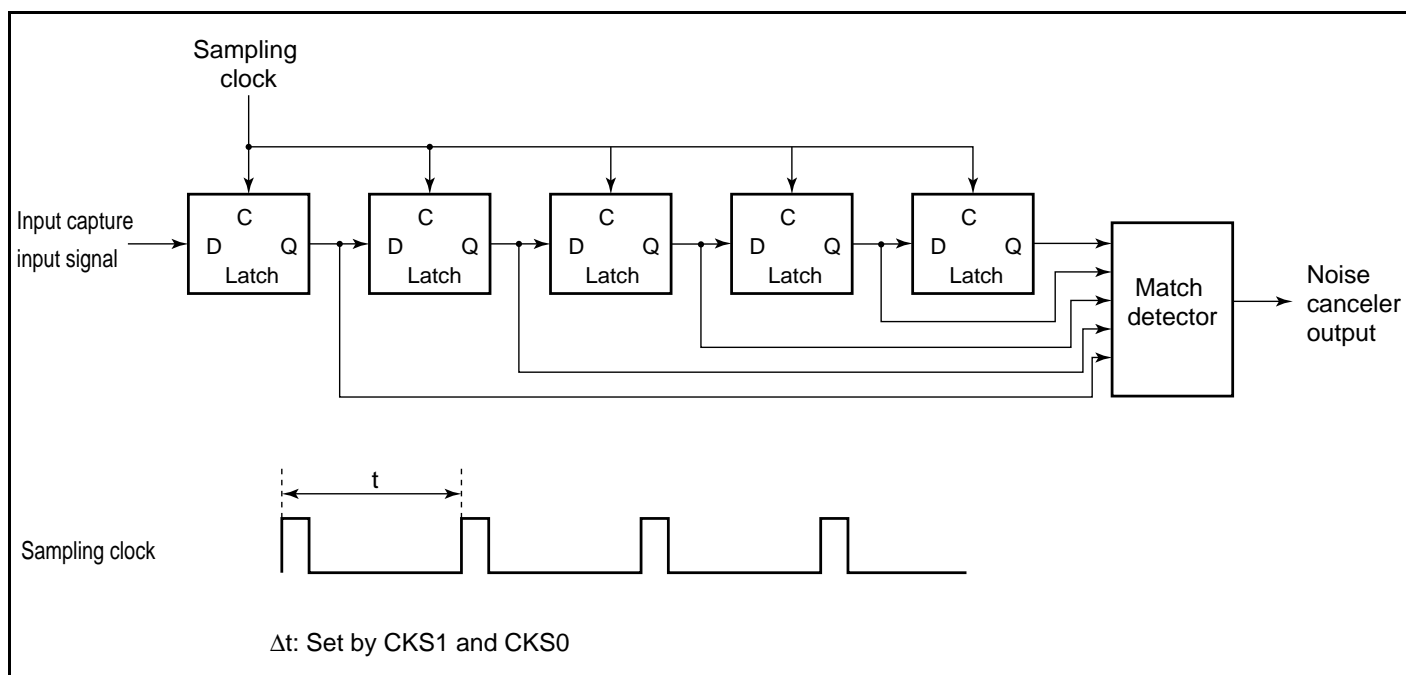 Sampling
clock
Input capture
input signal
C
D Q
Latch
C
D Q
Latch
C
D Q
Latch
C
D Q
Latch
C
D Q
Latch
Match
detector
Noise
canceler
output
t
Sampling clock
Δt: Set by CKS1 and CKS0